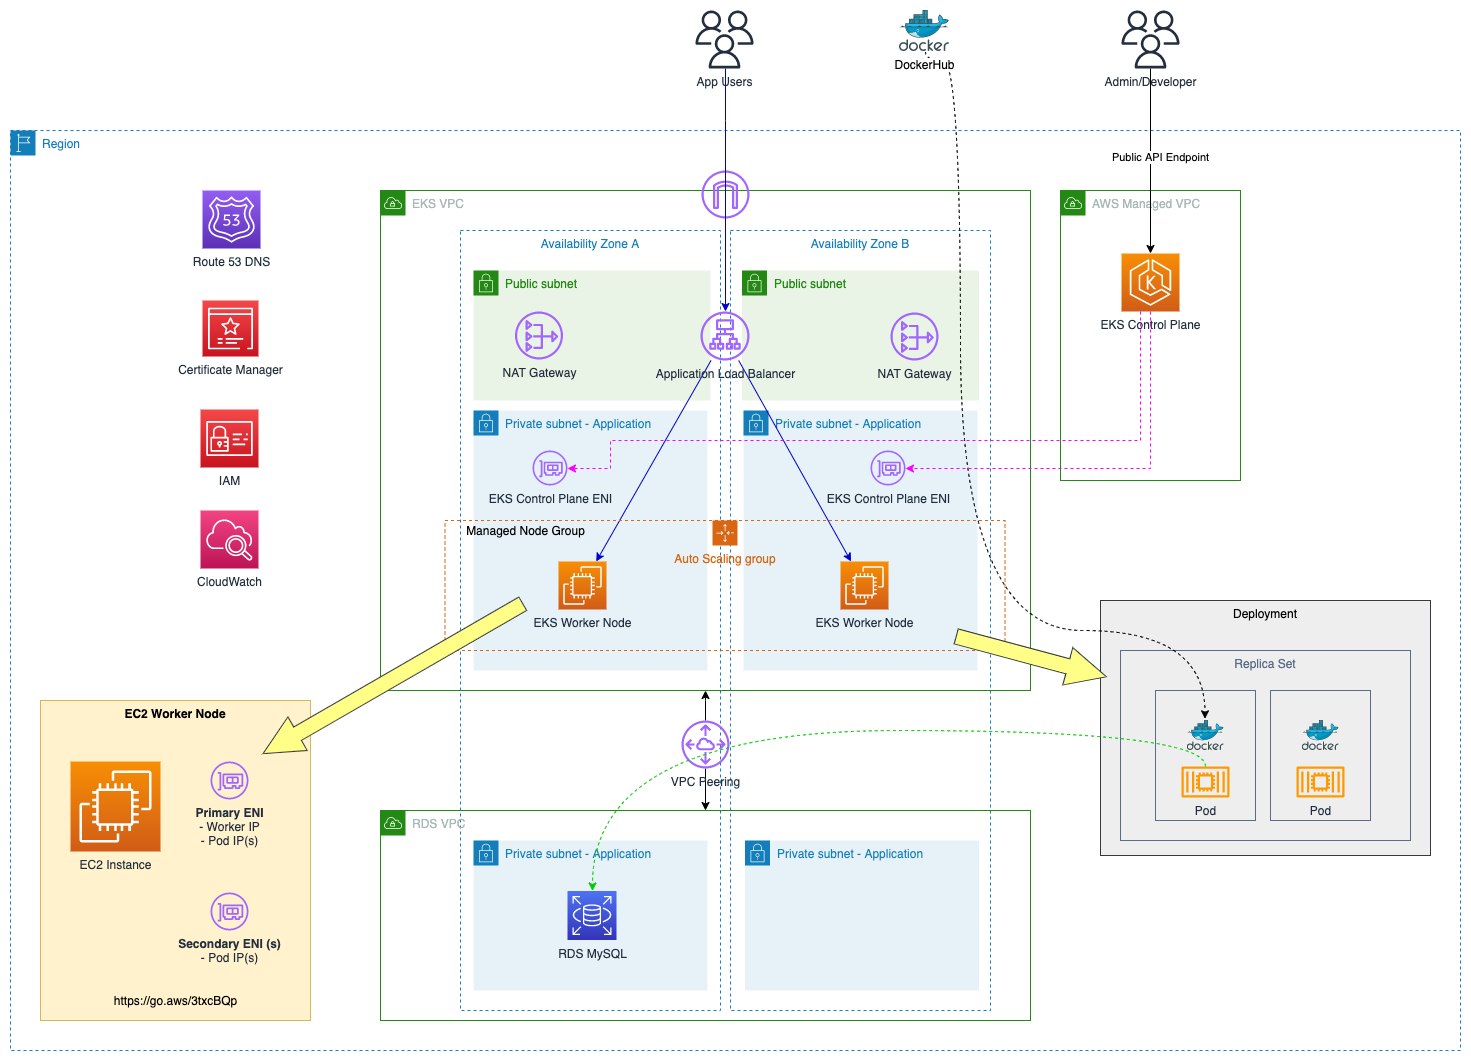 App Users
docker
DockerHub
Admin/Developer
Region
Public API Endpoint
EKS VPC
AWS Managed VPC
53
Route 53 DNS
Availability Zone A
Availability Zone B
Public subnet
Public subnet
K
NAT Gateway
Application Load Balancer
NAT Gateway
EKS Control Plane
Certificate Manager
Private subnet - Application
Private subnet - Application
IAM
EKS Control Plane ENI
EKS Control Plane ENI
Managed Node Group
Auto Scaling group
CloudWatch
EKS Worker Node
EKS Worker Node
Deployment
Replica Set
docker
docker
Pod
Pod
EC2 Worker Node
Primary ENI
- Worker IP
- Pod IP(s)
EC2 Instance
Secondary ENI (s)
- Pod IP(s)
https://go.aws/3txcBQp
VPC Peering
RDS VPC
Private subnet - Application
Private subnet - Application
RDS MySQL